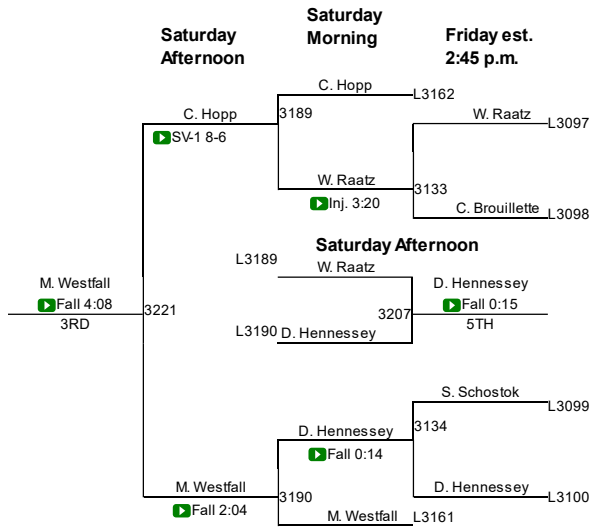 Saturday
Afternoon
Saturday
Morning
Friday est.
2:45 p.m.
C. Hopp
L3162
C. Hopp
3189
W. Raatz
L3097
SV-1 8-6
W. Raatz
3133
Inj. 3:20
C. Brouillette
L3098
Saturday Afternoon
L3189
W. Raatz
M. Westfall
D. Hennessey
Fall 4:08
3221
3207
Fall 0:15
3RD
5TH
L3190
D. Hennessey
S. Schostok
L3099
D. Hennessey
3134
Fall 0:14
M. Westfall
3190
D. Hennessey
L3100
Fall 2:04
M. Westfall
L3161